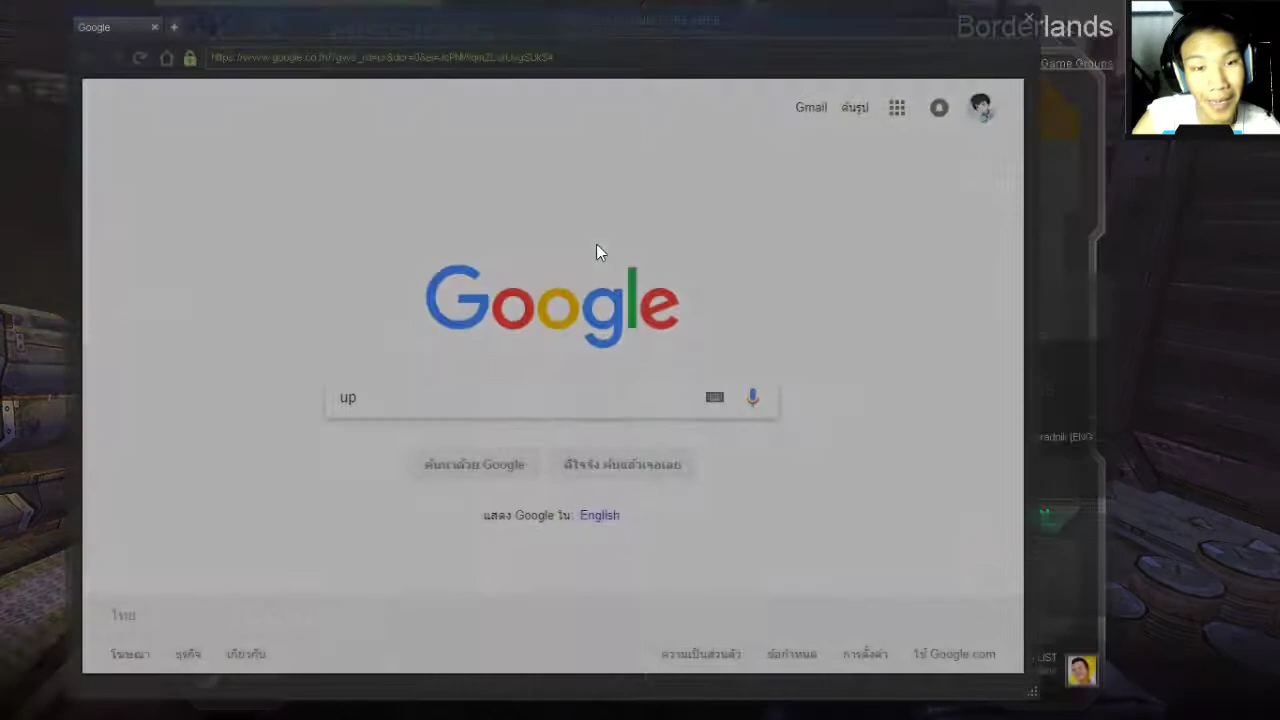 Google
Borderlands
Game Groups
Gmail ค้นรูป
Google
up
ค้นหาด้วย Google ดีใจจัง ค้นแล้วเจอเลย
แสดง Google ใน: English
ไทย
โฆษณา ธุรกิจ เกี่ยวกับ ความเป็นส่วนตัว ข้อกำหนด การตั้งค่า ใช้ Google.com
LIST